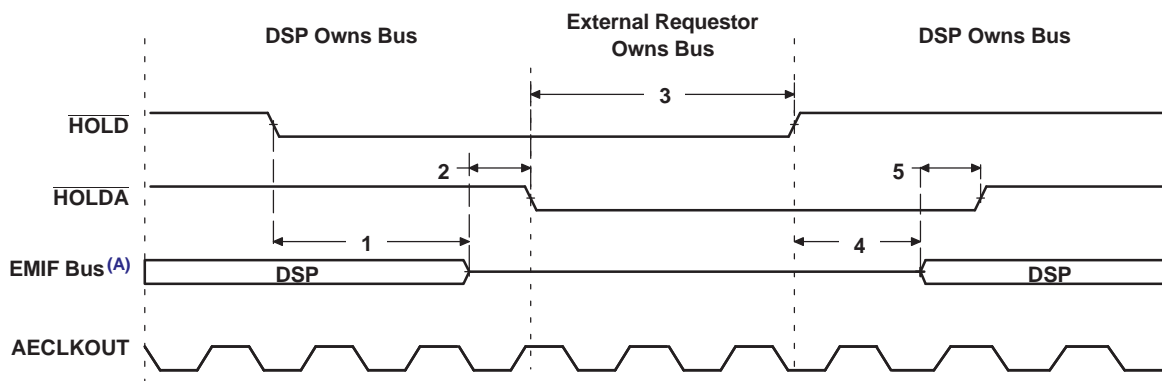 DSP Owns Bus
External Requestor
Owns Bus
DSP Owns Bus
HOLD
3
HOLDA
2
5
1
4
EMIF Bus(A)
DSP
DSP
AECLKOUT